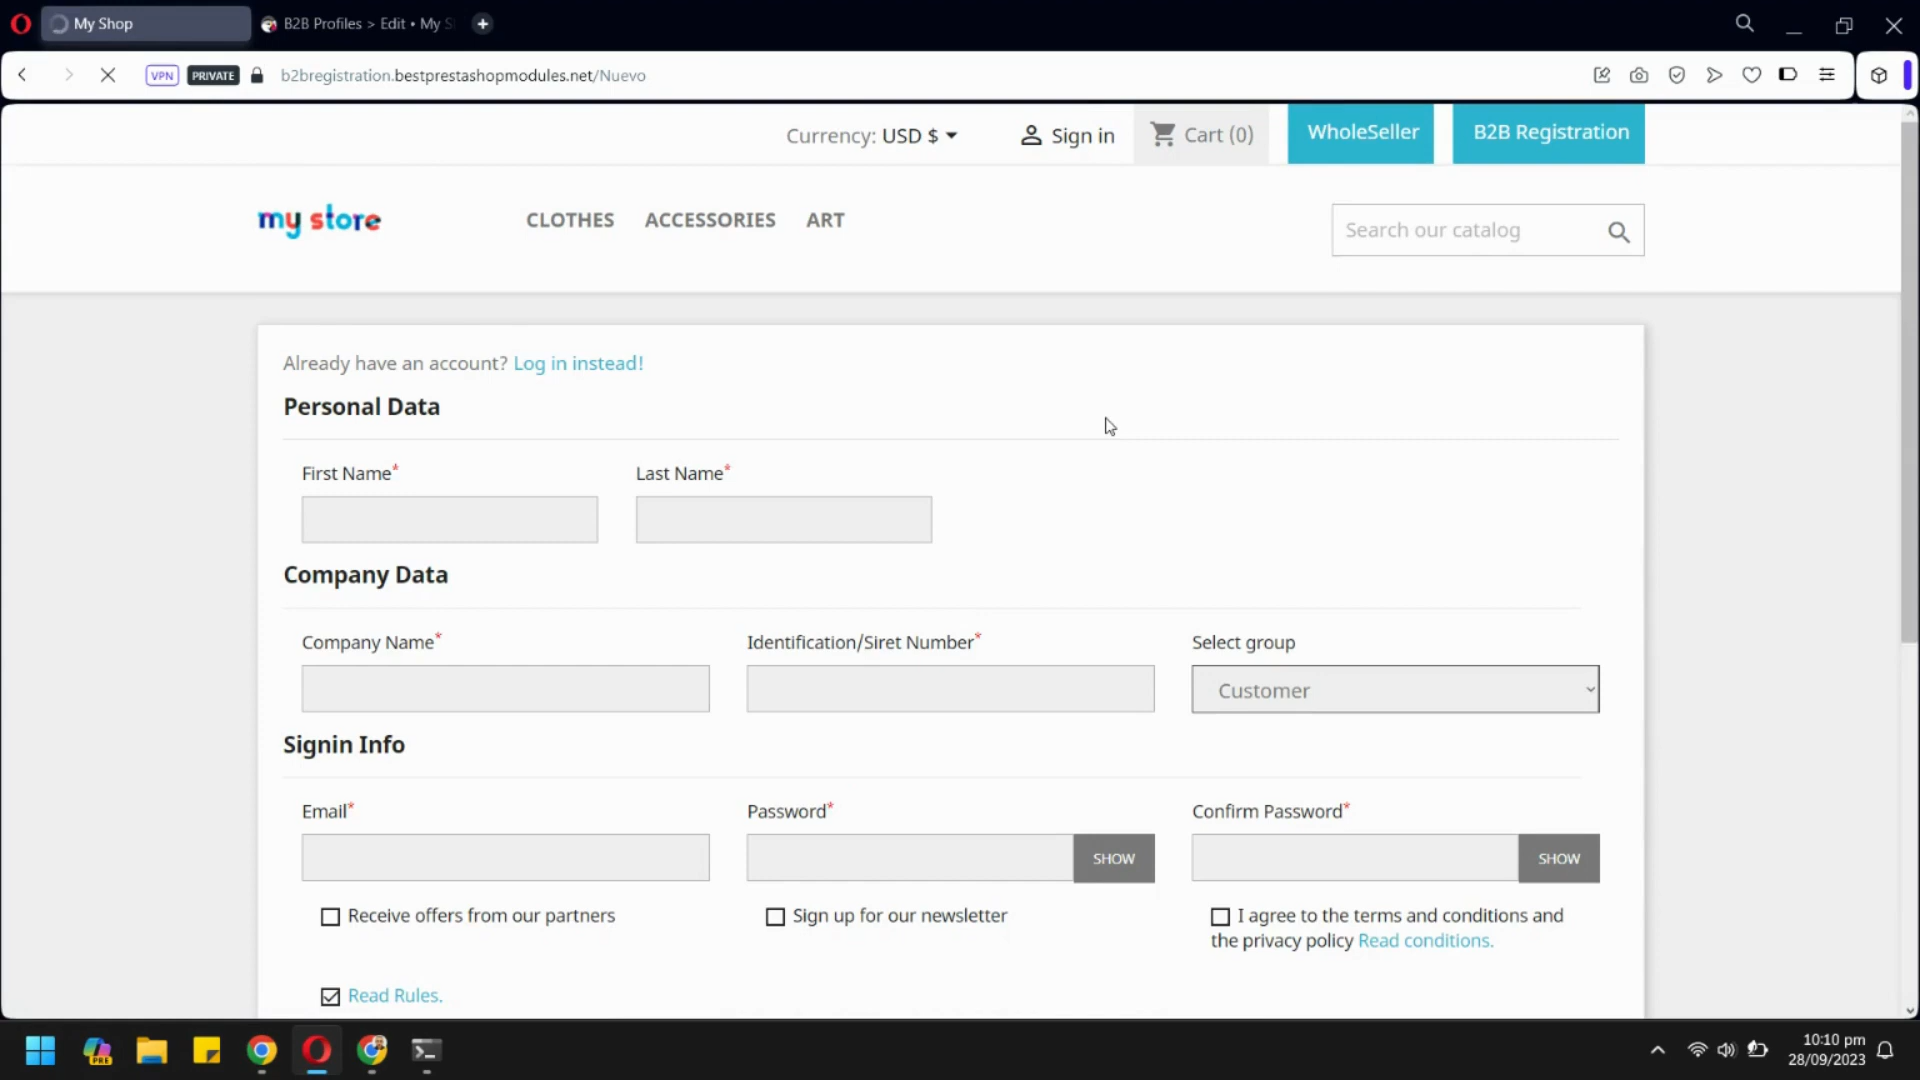 My Shop
B2B Profiles > Edit • My S
VPN PRIVATE b2bregistration.bestprestashopmodules.net/Nuevo
Currency: USD $ Sign in Cart (0) WholeSeller B2B Registration
my store CLOTHES ACCESSORIES ART Search our catalog
Already have an account? Log in instead!
Personal Data
First Name* Last Name*
Company Data
Company Name* Identification/Siret Number* Select group
Customer
Signin Info
Email* Password* Confirm Password*
SHOW SHOW
Receive offers from our partners Sign up for our newsletter I agree to the terms and conditions and
the privacy policy Read conditions.
Read Rules.
PRE
10:10 pm
28/09/2023